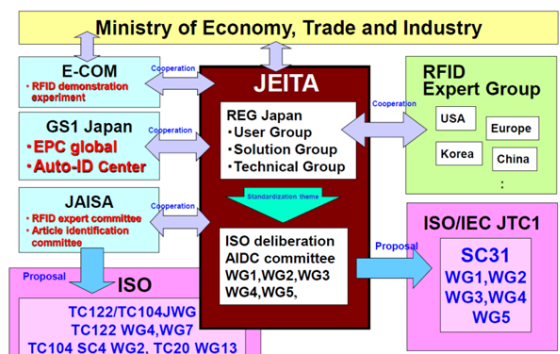 Ministry of Economy, Trade and Industry
E-COM
• RFID demonstration
experiment
Cooperation
GS1 Japan
• EPC global
• Auto-ID Center
Cooperation
JAISA
• RFID expert committee
• Article identification
committee
Cooperation
JEITA
REG Japan
• User Group
• Solution Group
• Technical Group
Standardization theme
ISO deliberation
AIDC committee
WG1,WG2,WG3
WG4,WG5,
Cooperation
RFID
Expert Group
USA
Europe
Korea
China
:
Proposal
ISO/IEC JTC1
SC31
WG1,WG2
WG3,WG4
WG5
Proposal
ISO
TC122/TC104JWG
TC122 WG4,WG7
TC104 SC4 WG2, TC20 WG13